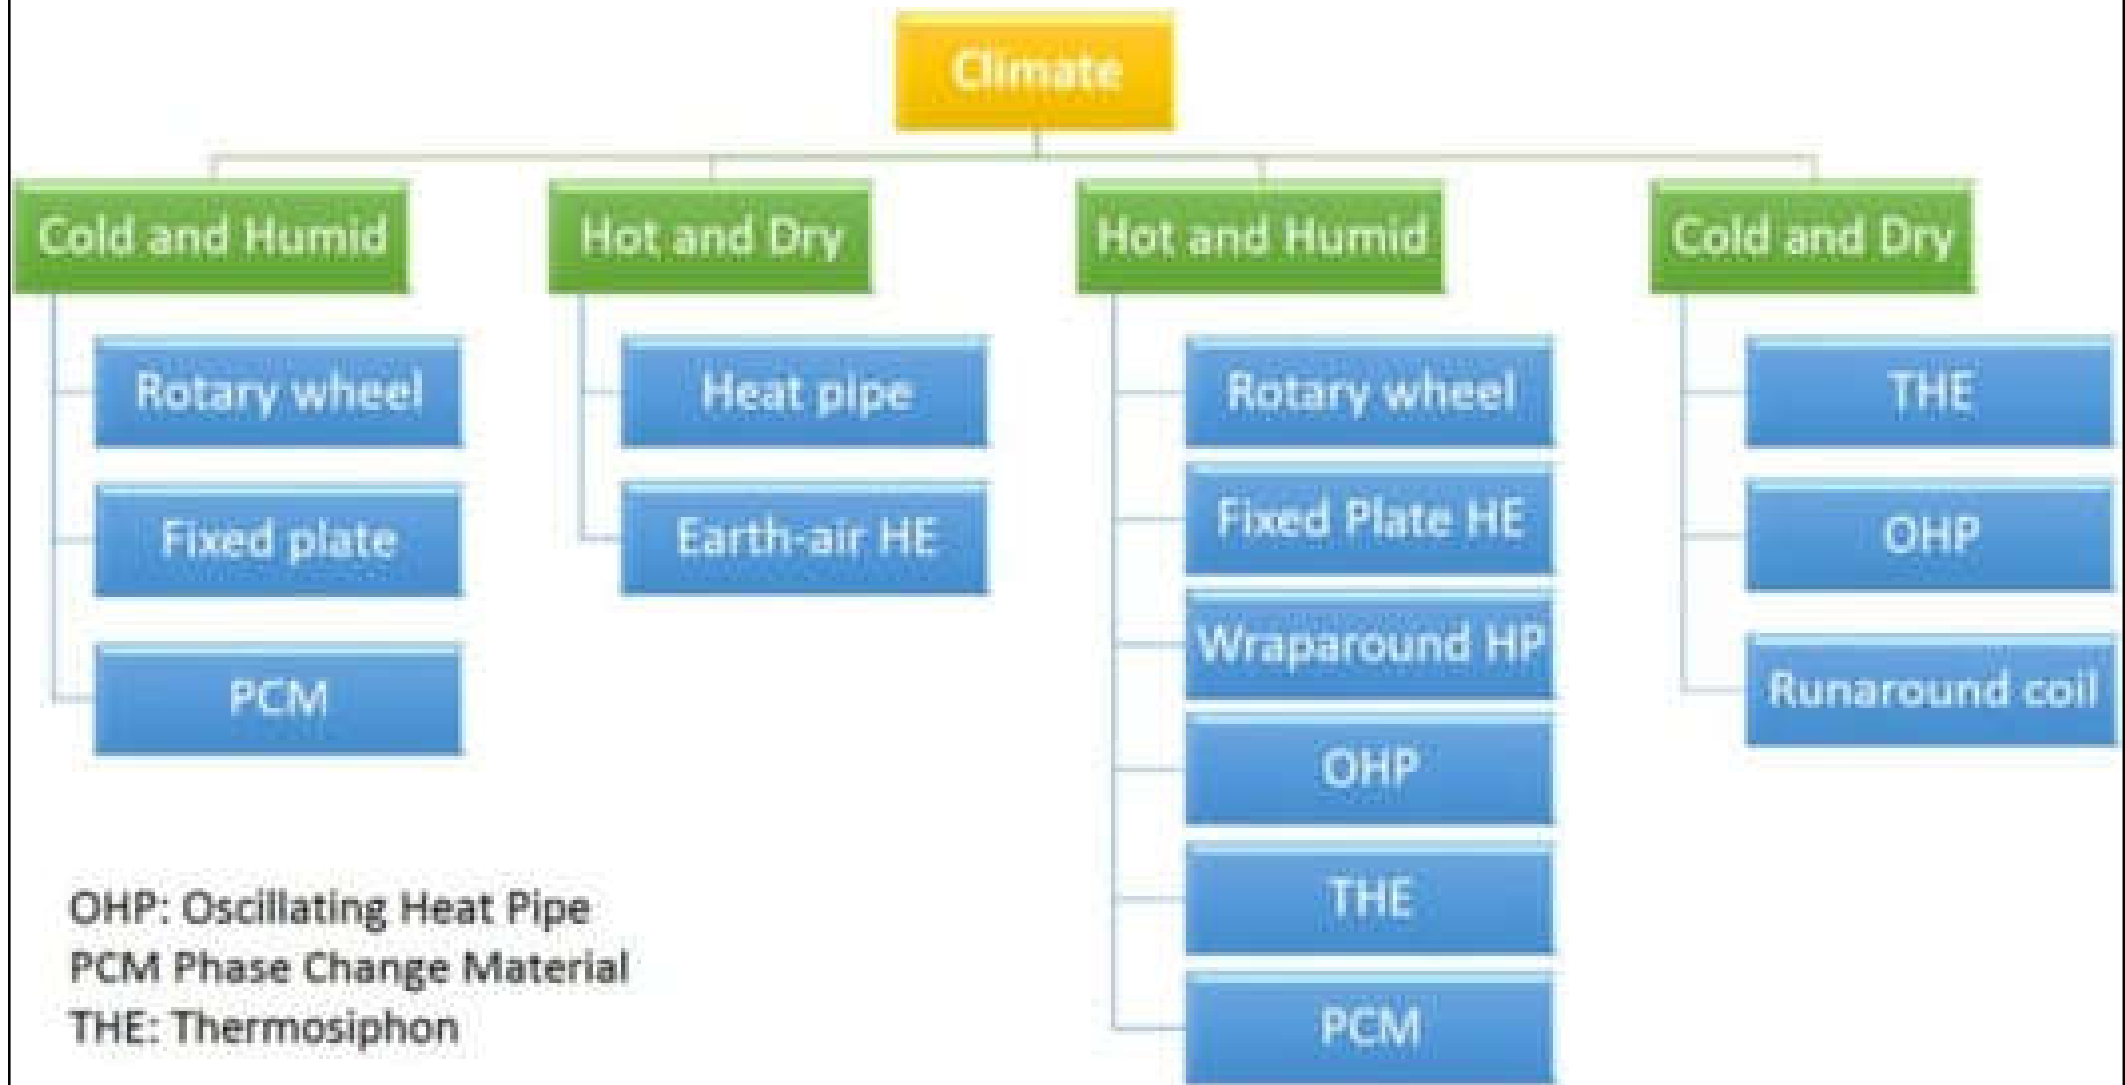 Climate
Cold and Humid
Rotary wheel
Fixed plate
PCM
Hot and Dry
Heat pipe
Earth-air HE
Hot and Humid
Rotary wheel
Fixed Plate HE
Wraparound HP
OHP
THE
PCM
Cold and Dry
THE
OHP
Runaround coil
OHP: Oscillating Heat Pipe
PCM Phase Change Material
THE: Thermosiphon